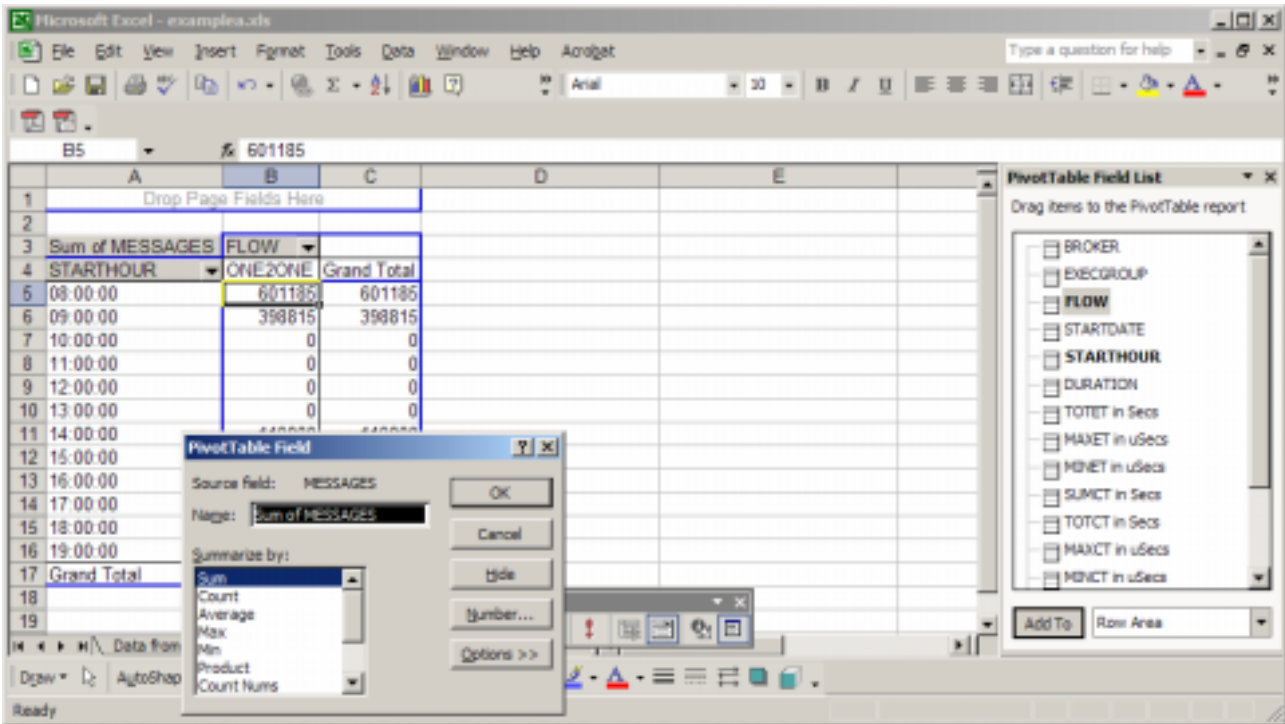 Microsoft Excel - examplea.xls
File Edit View Insert Format Tools Data Window Help Acrobat
Type a question for help
Arial 10 B I U
B5 fx 601185
A B C D E
1 Drop Page Fields Here
2
3 Sum of MESSAGES FLOW
4 STARTHOUR ONE2ONE Grand Total
5 08:00:00 601185 601185
6 09:00:00 398815 398815
7 10:00:00 0 0
8 11:00:00 0 0
9 12:00:00 0 0
10 13:00:00 0 0
11 14:00:00
12 15:00:00
13 16:00:00
14 17:00:00
15 18:00:00
16 19:00:00
17 Grand Total
18
19
Data from
Draw AutoShap
Ready
PivotTable Field
Source field: MESSAGES
Name: Sum of MESSAGES
Summarize by:
Sum
Count
Average
Max
Min
Product
Count Nums
OK
Cancel
Hide
Number...
Options >>
PivotTable Field List
Drag items to the PivotTable report
BROKER
EXECGROUP
FLOW
STARTDATE
STARTHOUR
DURATION
TOTET in Secs
MAXET in uSecs
MINET in uSecs
SUMCT in Secs
TOTCT in Secs
MAXCT in uSecs
MINCT in uSecs
Add To Row Area